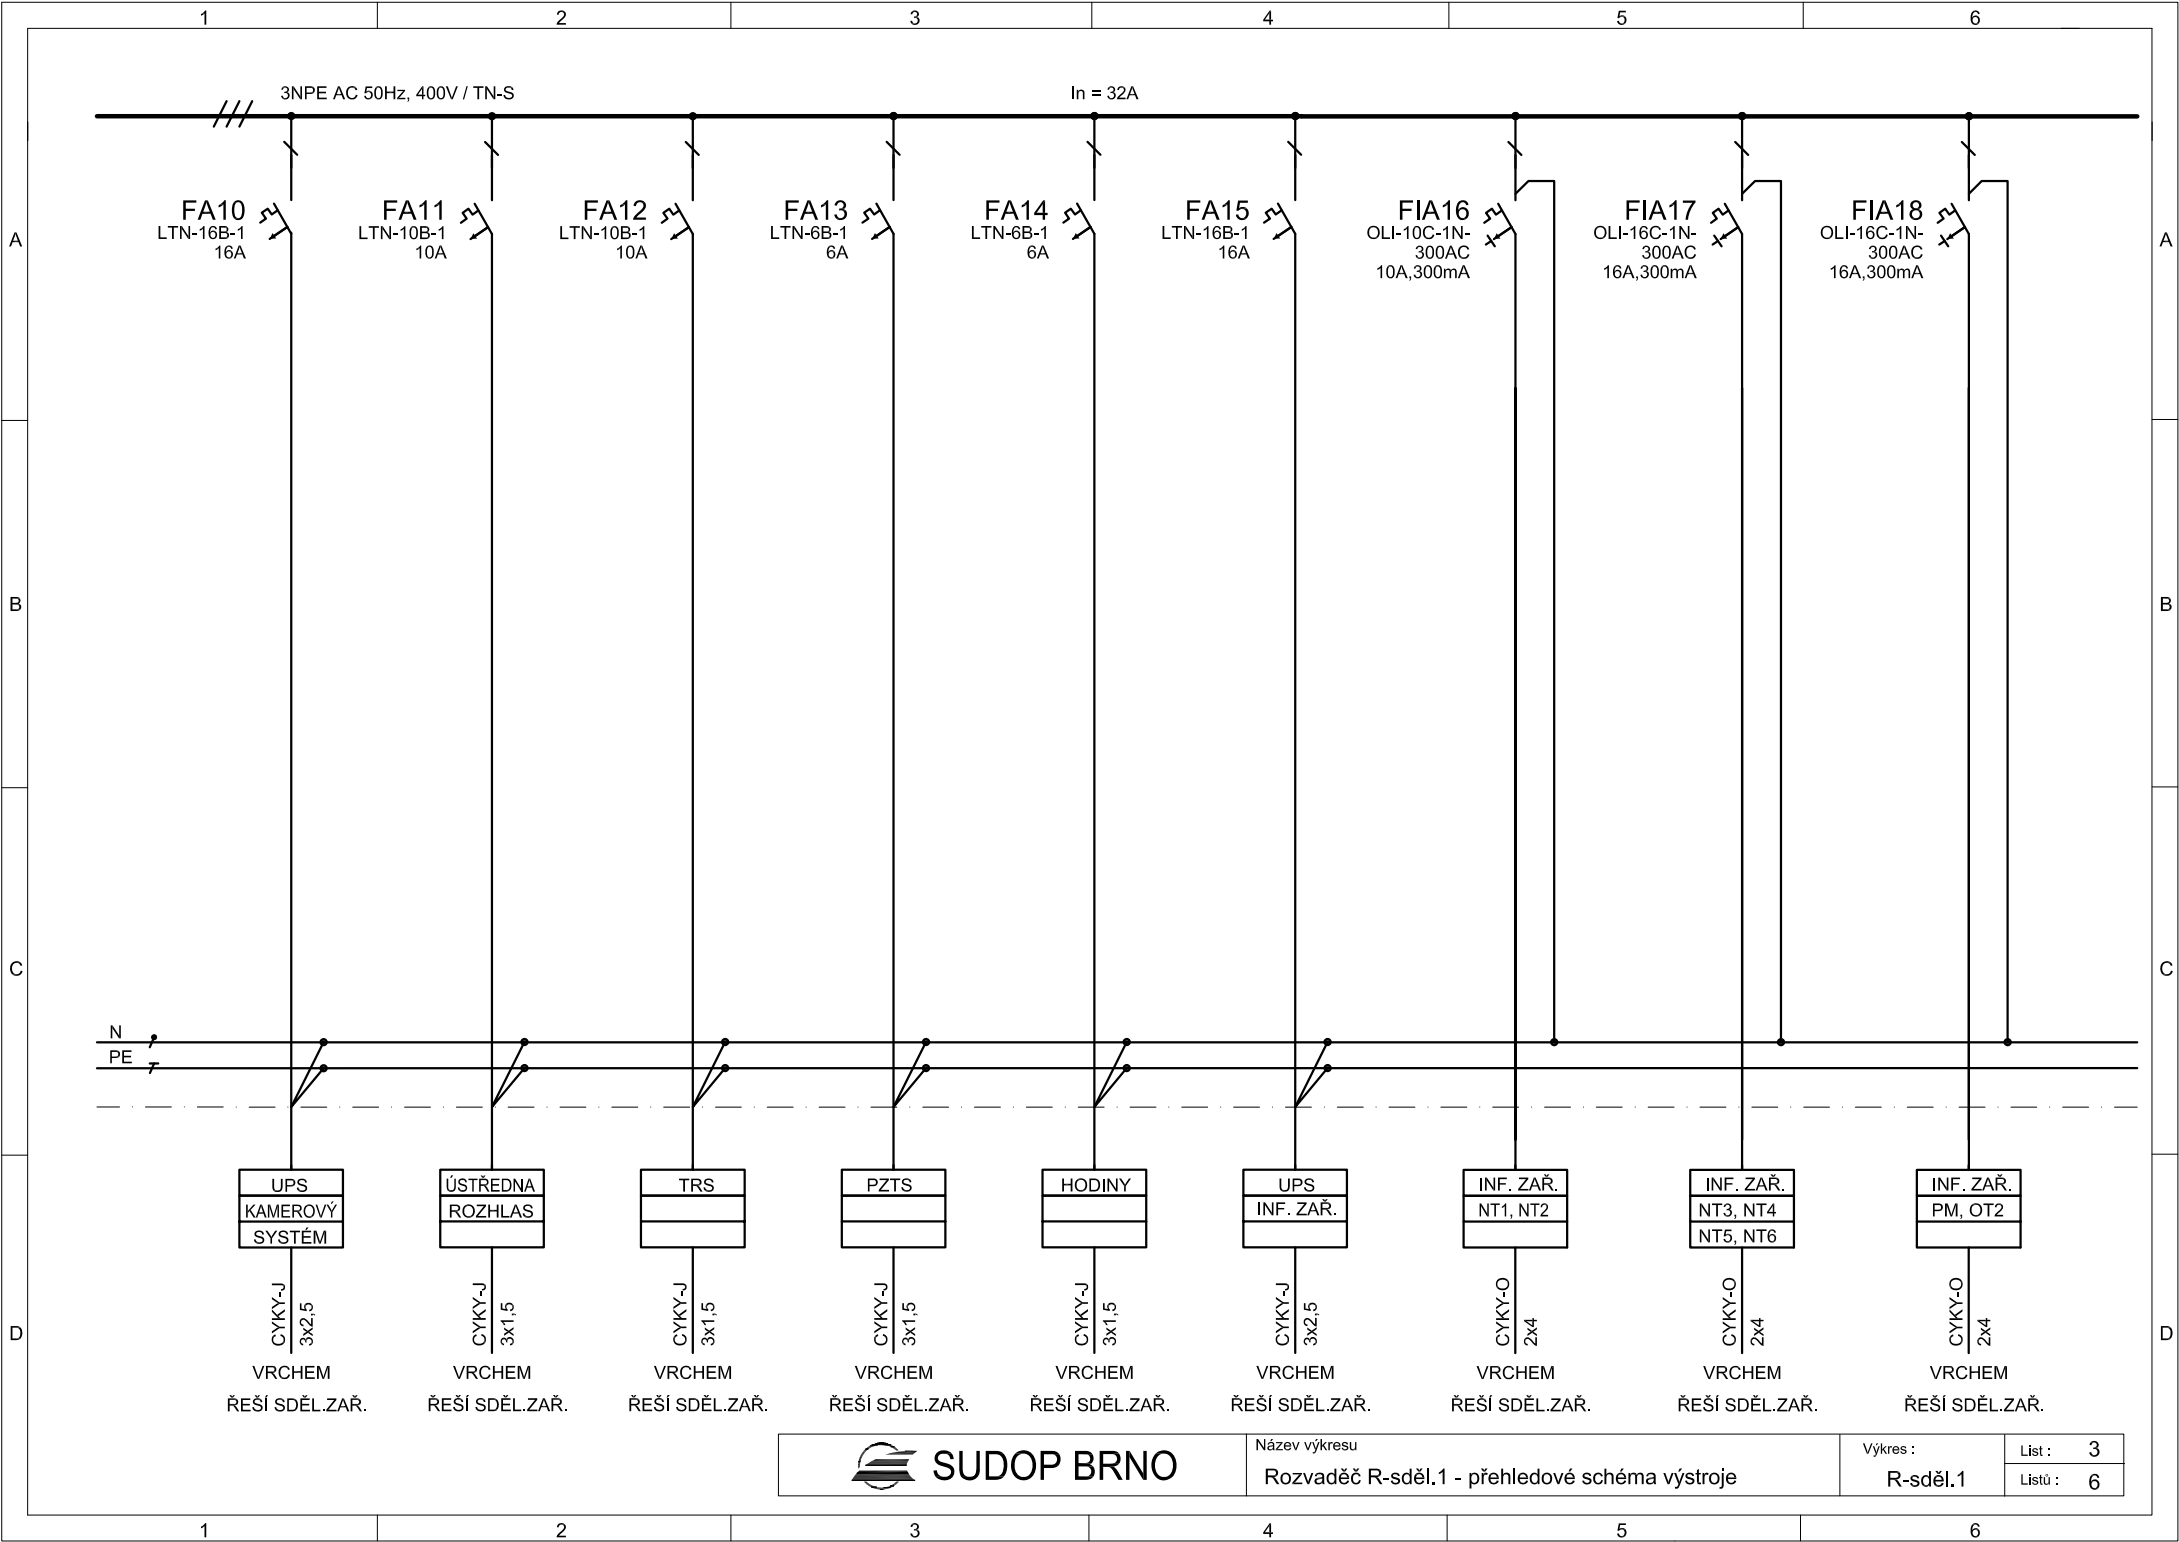 1 2 3 4 5 6
3NPE AC 50Hz, 400V / TN-S
In = 32A
A
A
FA10
LTN-16B-1
16A
FA11
LTN-10B-1
10A
FA12
LTN-10B-1
10A
FA13
LTN-6B-1
6A
FA14
LTN-6B-1
6A
FA15
LTN-16B-1
16A
FIA16
OLI-10C-1N-
300AC
10A,300mA
FIA17
OLI-16C-1N-
300AC
16A,300mA
FIA18
OLI-16C-1N-
300AC
16A,300mA
B
B
C
C
N
PE
UPS
KAMEROVÝ
SYSTÉM
ÚSTŘEDNA
ROZHLAS
TRS
PZTS
HODINY
UPS
INF. ZAŘ.
INF. ZAŘ.
NT1, NT2
INF. ZAŘ.
NT3, NT4
NT5, NT6
INF. ZAŘ.
PM, OT2
D
D
CYKY-J
3x2,5
VRCHEM
ŘEŠÍ SDĚL.ZAŘ.
CYKY-J
3x1,5
VRCHEM
ŘEŠÍ SDĚL.ZAŘ.
CYKY-J
3x1,5
VRCHEM
ŘEŠÍ SDĚL.ZAŘ.
CYKY-J
3x1,5
VRCHEM
ŘEŠÍ SDĚL.ZAŘ.
CYKY-J
3x1,5
VRCHEM
ŘEŠÍ SDĚL.ZAŘ.
CYKY-J
3x2,5
VRCHEM
ŘEŠÍ SDĚL.ZAŘ.
CYKY-O
2x4
VRCHEM
ŘEŠÍ SDĚL.ZAŘ.
CYKY-O
2x4
VRCHEM
ŘEŠÍ SDĚL.ZAŘ.
CYKY-O
2x4
VRCHEM
ŘEŠÍ SDĚL.ZAŘ.
SUDOP BRNO
Název výkresu
Rozvaděč R-sděl.1 - přehledové schéma výstroje
Výkres :
R-sděl.1
List : 3
Listů : 6
1 2 3 4 5 6